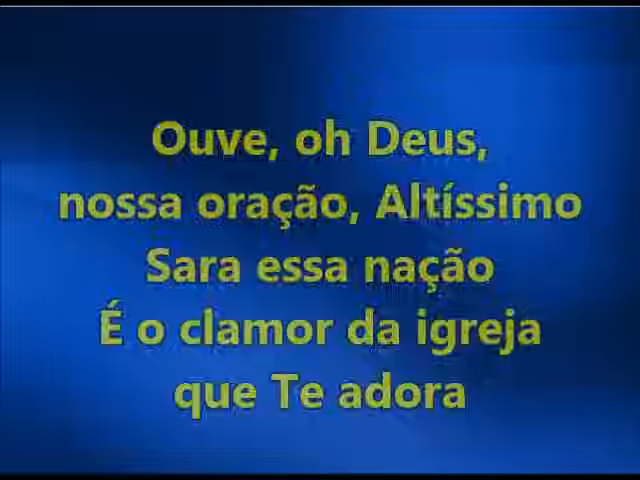 Ouve, oh Deus,
nossa oração, Altíssimo
Sara essa nação
É o clamor da igreja
que Te adora